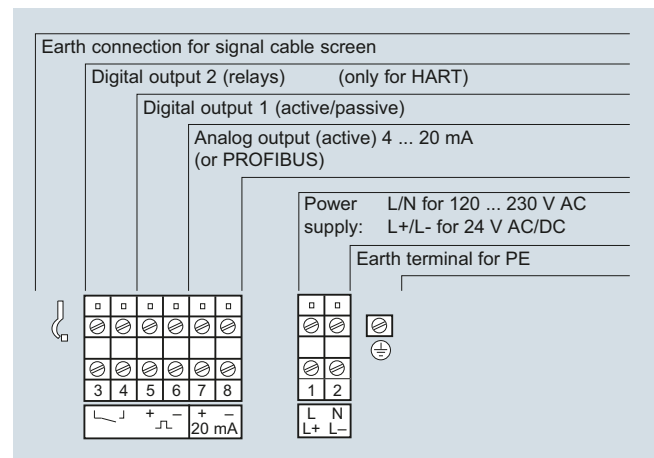 Earth connection for signal cable screen
Digital output 2 (relays) (only for HART)
Digital output 1 (active/passive)
Analog output (active) 4 ... 20 mA
(or PROFIBUS)
Power L/N for 120 ... 230 V AC
supply: L+/L- for 24 V AC/DC
Earth terminal for PE
3 4 5 6 7 8 1 2
+ – + – L N
20 mA L+ L–